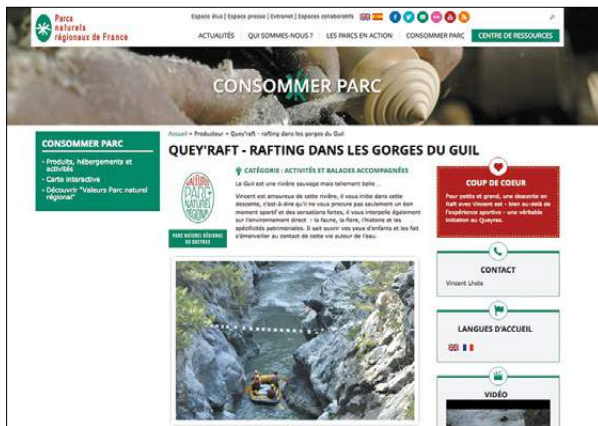 Parcs
naturels
régionaux de France
Espace élus | Espace presse | Extranet | Espaces collaboratifs
ACTUALITÉS QUI SOMMES-NOUS ? LES PARCS EN ACTION CONSOMMER PARC CENTRE DE RESSOURCES
CONSOMMER PARC
CONSOMMER PARC
- Produits, hébergements et
activités
- Carte interactive
- Découvrir "Valeurs Parc naturel
régional"
Accueil • Producteur • Quey'raft - rafting dans les gorges du Guil
QUEY'RAFT - RAFTING DANS LES GORGES DU GUIL
VALEURS
PARC
NATUREL
RÉGIONAL
PARC NATUREL RÉGIONAL
DU QUEYRAS
CATÉGORIE : ACTIVITÉS ET BALADES ACCOMPAGNÉES
Le Guil est une rivière sauvage mais tellement belle ...
Vincent est amoureux de cette rivière, il vous initie dans cette
descente, c'est-à-dire qu'il ne vous procure pas seulement un bon
moment sportif et des sensations fortes, il vous interpelle également
sur l'environnement direct : la faune, la flore, l'histoire et les
spécificités patrimoniales. Il sait ouvrir vos yeux d'enfants et les fait
s'émerveiller au contact de cette vie autour de l'eau.
COUP DE COEUR
Pour petits et grand, une descente en
Raft avec Vincent est - bien au-delà de
l'expérience sportive - une véritable
initiation au Queyras.
CONTACT
Vincent Lhote
LANGUES D'ACCUEIL
VIDÉO